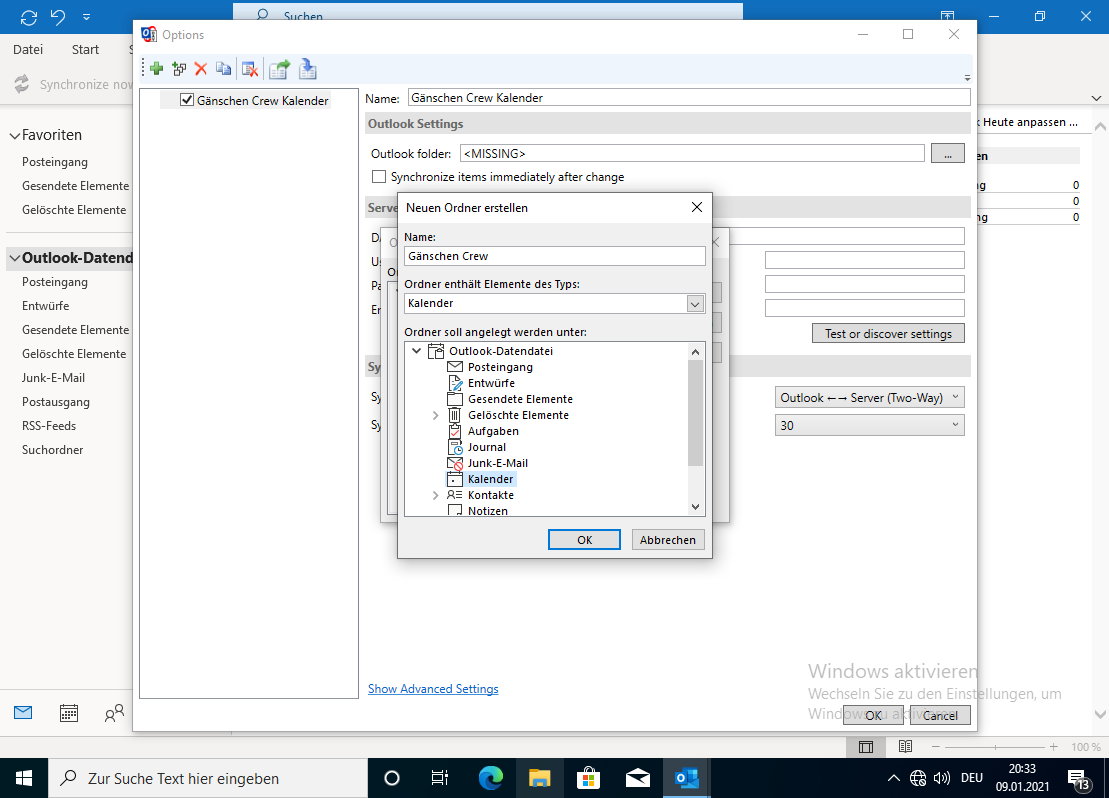 Suchen
Options
Datei Start
Synchronize now
Gänschen Crew Kalender
Name: Gänschen Crew Kalender
Outlook Settings
Outlook folder: <MISSING> ...
Synchronize items immediately after change
Heute anpassen ...
Favoriten
Posteingang
Gesendete Elemente
Gelöschte Elemente
Outlook-Datend
Posteingang
Entwürfe
Gesendete Elemente
Gelöschte Elemente
Junk-E-Mail
Postausgang
RSS-Feeds
Suchordner
en
ng 0
0
ng 0
Serve
Neuen Ordner erstellen
Name:
Gänschen Crew
Ordner enthält Elemente des Typs:
Kalender
Ordner soll angelegt werden unter:
Outlook-Datendatei
Posteingang
Entwürfe
Gesendete Elemente
Gelöschte Elemente
Aufgaben
Journal
Junk-E-Mail
Kalender
Kontakte
Notizen
OK Abbrechen
Test or discover settings
Sy
Sy Outlook ←→ Server (Two-Way)
Sy 30
Show Advanced Settings
Windows aktivieren
Wechseln Sie zu den Einstellungen, um
Windows zu aktivieren.
OK Cancel
100 %
Zur Suche Text hier eingeben
DEU
20:33
09.01.2021
13